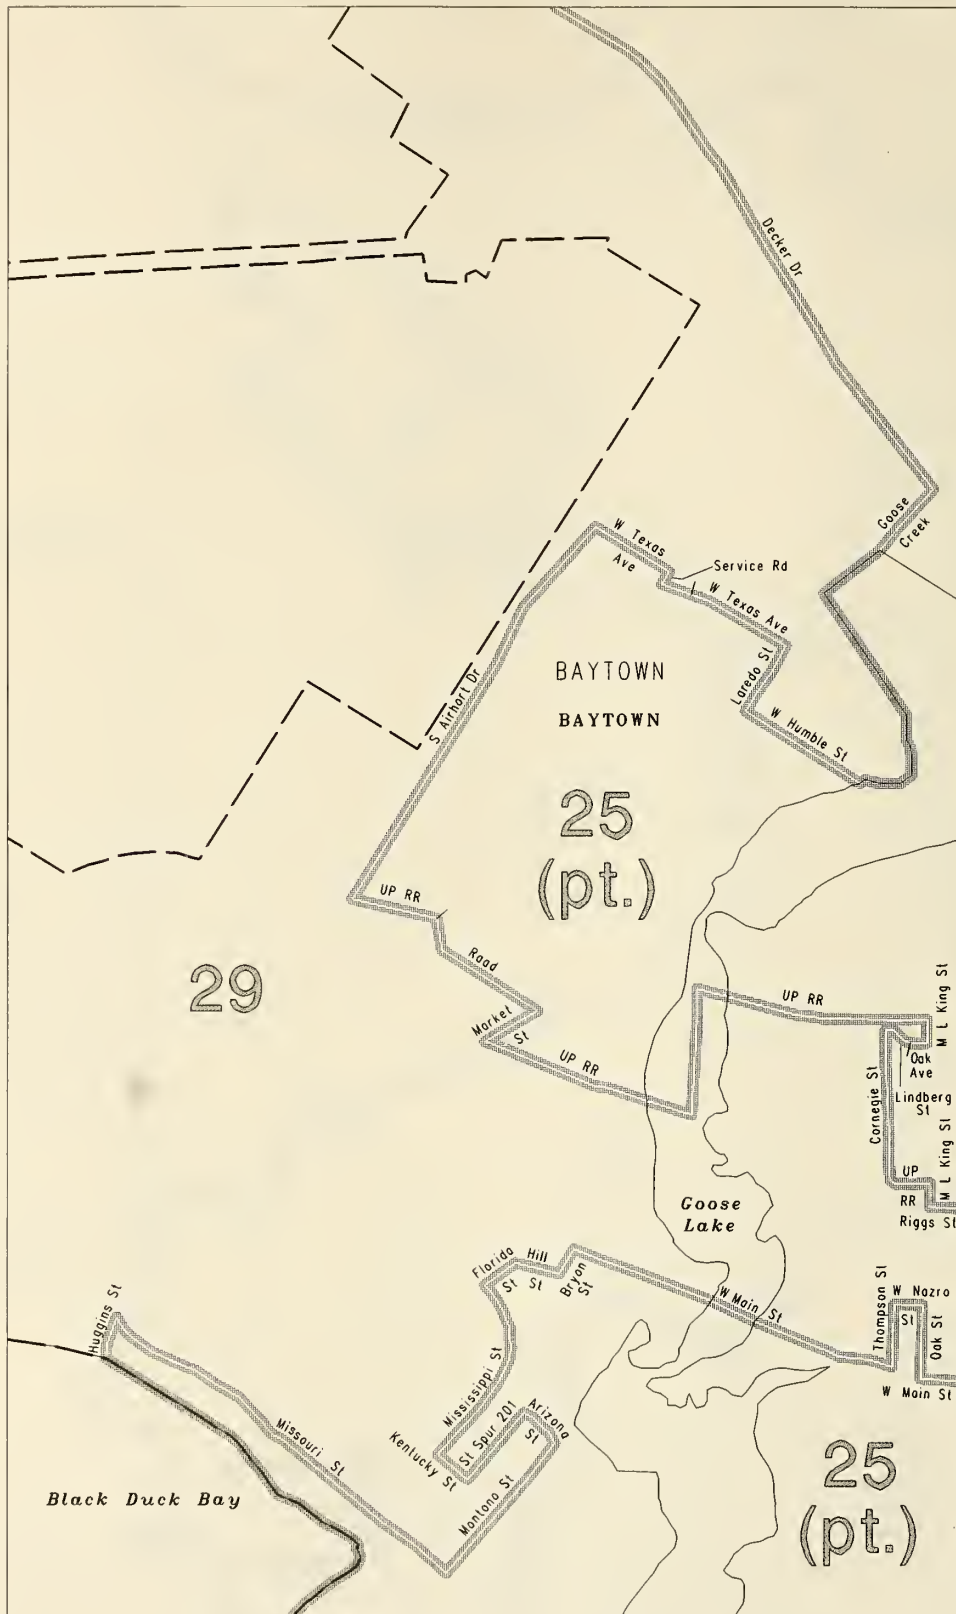 Decker Dr
Goose
Creek
W Texas
Ave
Service Rd
W Texas Ave
Laredo St
W Humble St
BAYTOWN
BAYTOWN
S Airhart Dr
25
(pt.)
UP RR
Road
29
Market
St
UP RR
UP RR
M L King St
Oak
Ave
Carnegie St
Lindberg
St
M L King St
UP
RR
Riggs St
Goose
Lake
Florida
St
Hill
St
Bryan
St
W Main St
Thompson St
W Nazro
St
Oak St
W Main St
Huggins St
Mississippi St
Missouri St
Kentucky St
St Spur 201
Arizona
St
Montana St
Black Duck Bay
25
(pt.)